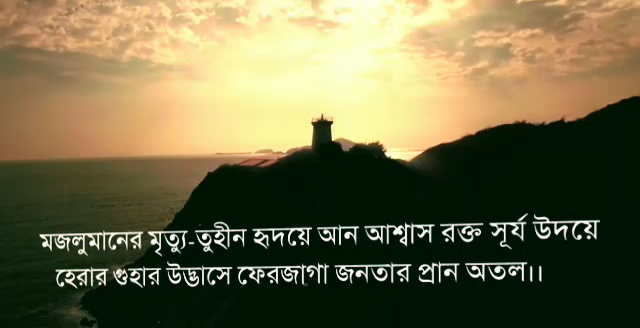 মজলুমানের মৃত্যু-তুহীন হৃদয়ে আন আশ্বাস রক্ত সূর্য উদয়ে
হেরার গুহার উদ্ভাসে ফেরজাগা জনতার প্রান অতল।।